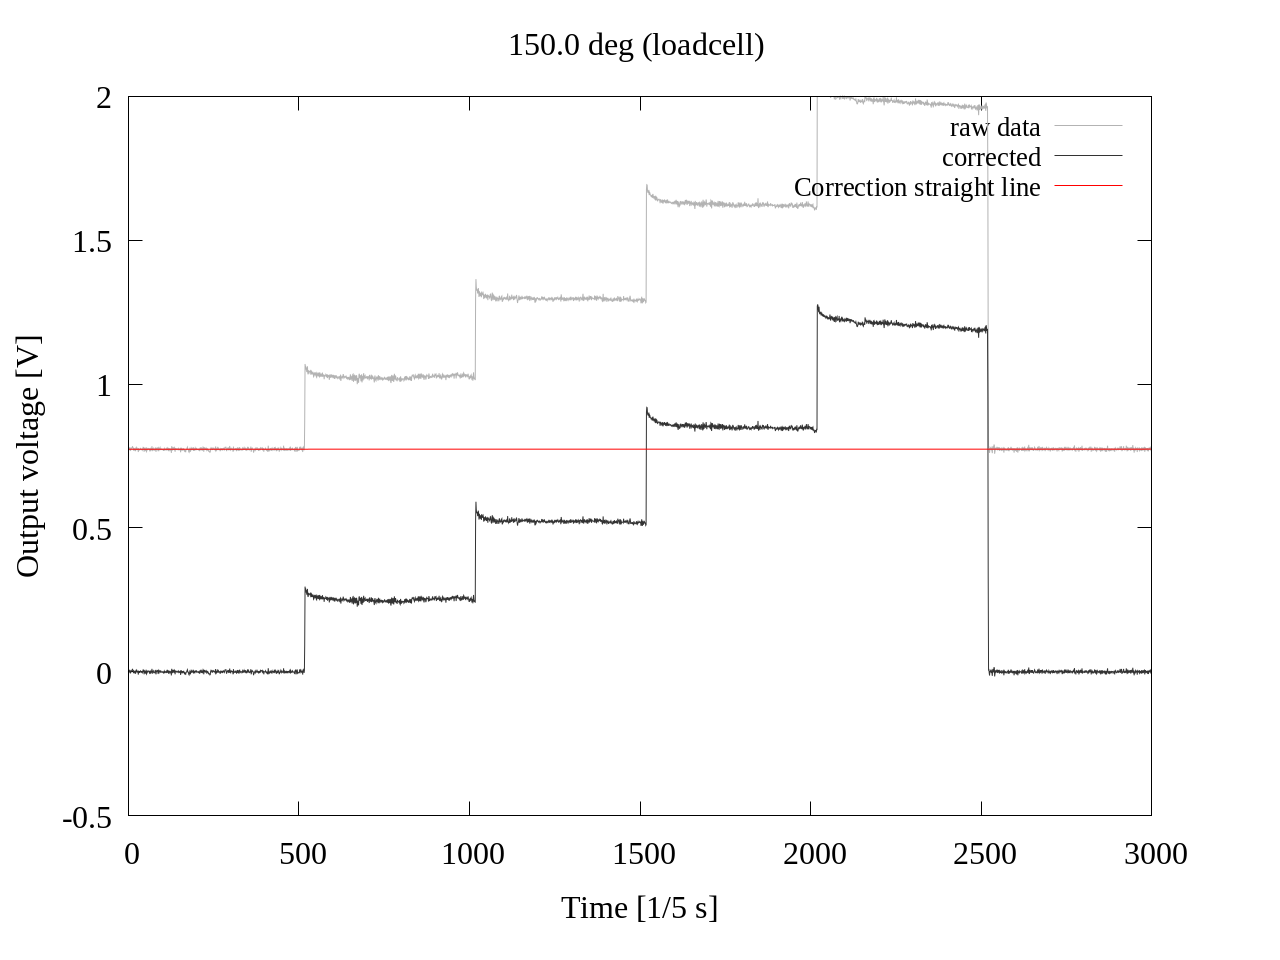 150.0 deg (loadcell)
2
1.5
1
0.5
0
-0.5
raw data
corrected
Correction straight line
Output voltage [V]
0 500 1000 1500 2000 2500 3000
Time [1/5 s]